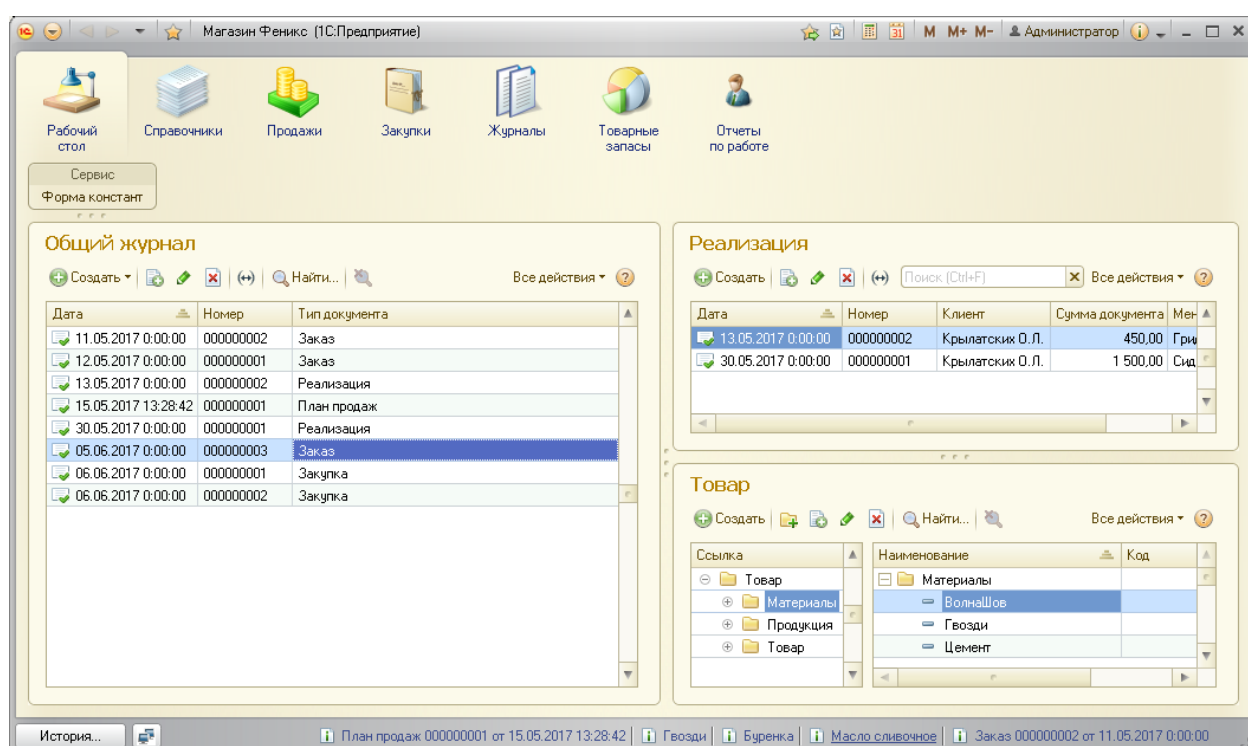 Магазин Феникс (1С:Предприятие)
31 M M+ M- Администратор
Рабочий стол
Справочники
Продажи
Закупки
Журналы
Товарные запасы
Отчеты по работе
Сервис
Форма констант
Общий журнал
Создать Найти... Все действия
Дата Номер Тип документа
11.05.2017 0:00:00 000000002 Заказ
12.05.2017 0:00:00 000000001 Заказ
13.05.2017 0:00:00 000000002 Реализация
15.05.2017 13:28:42 000000001 План продаж
30.05.2017 0:00:00 000000001 Реализация
05.06.2017 0:00:00 000000003 Заказ
06.06.2017 0:00:00 000000001 Закупка
06.06.2017 0:00:00 000000002 Закупка
Реализация
Создать Поиск (Ctrl+F) Все действия
Дата Номер Клиент Сумма документа Мен
13.05.2017 0:00:00 000000002 Крылатских О.Л. 450,00 Гри
30.05.2017 0:00:00 000000001 Крылатских О.Л. 1 500,00 Сид
Товар
Создать Найти... Все действия
Ссылка
Товар
Материалы
Продукция
Товар
Наименование Код
Материалы
ВолнаШов
Гвозди
Цемент
История... План продаж 000000001 от 15.05.2017 13:28:42 Гвозди Буренка Масло сливочное Заказ 000000002 от 11.05.2017 0:00:00